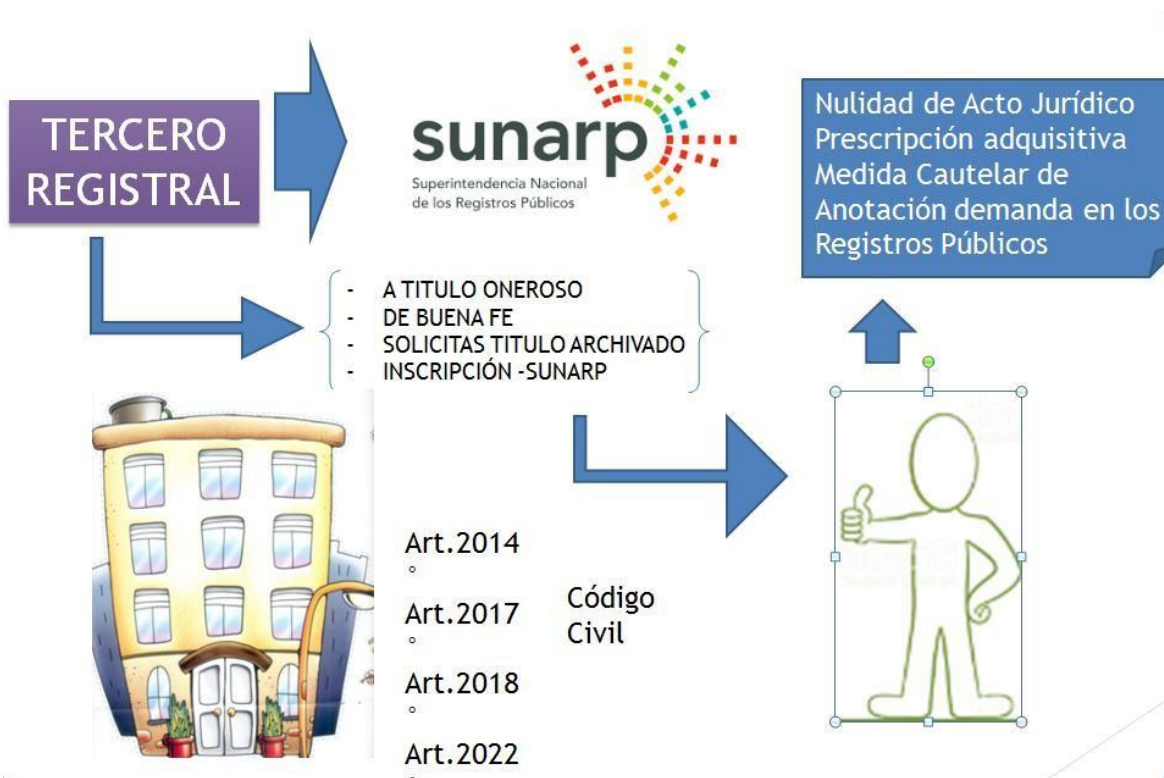 TERCERO
REGISTRAL
sunarp
Superintendencia Nacional
de los Registros Públicos
Nulidad de Acto Jurídico
Prescripción adquisitiva
Medida Cautelar de
Anotación demanda en los
Registros Públicos
- A TITULO ONEROSO
- DE BUENA FE
- SOLICITAS TITULO ARCHIVADO
- INSCRIPCIÓN -SUNARP
Art.2014
°
Art.2017
°
Art.2018
°
Art.2022
°
Código
Civil